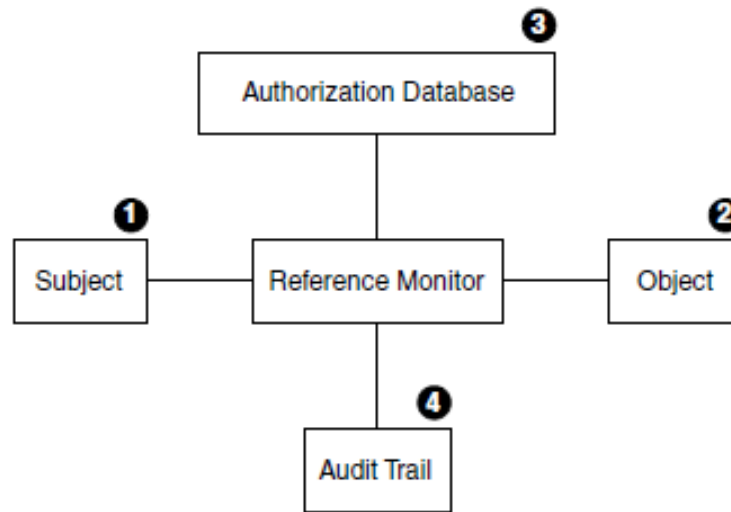 3
Authorization Database
1
2
Subject
Reference Monitor
Object
4
Audit Trail